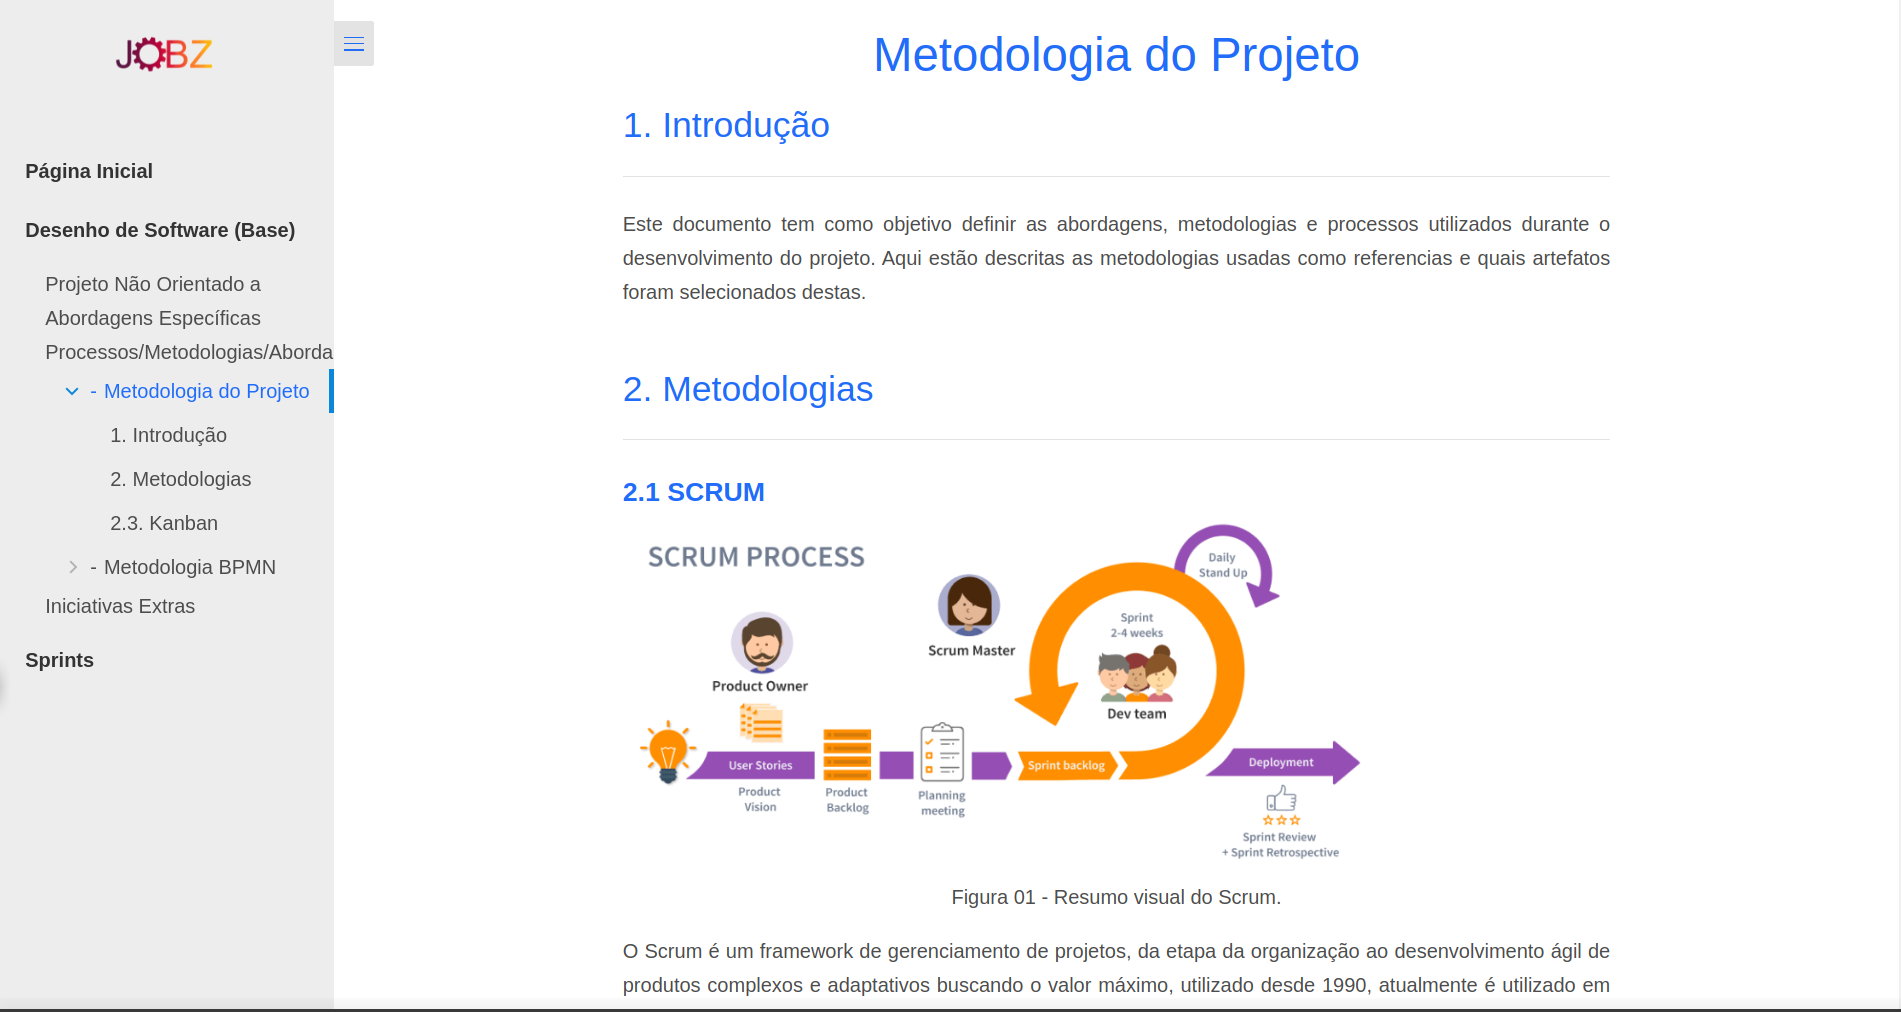 JOBZ
Página Inicial
Desenho de Software (Base)
Projeto Não Orientado a
Abordagens Específicas
Processos/Metodologias/Aborda
- Metodologia do Projeto
1. Introdução
2. Metodologias
2.3. Kanban
- Metodologia BPMN
Iniciativas Extras
Sprints
Metodologia do Projeto
1. Introdução
Este documento tem como objetivo definir as abordagens, metodologias e processos utilizados durante o
desenvolvimento do projeto. Aqui estão descritas as metodologias usadas como referencias e quais artefatos
foram selecionados destas.
2. Metodologias
2.1 SCRUM
SCRUM PROCESS
Daily
Stand Up
Sprint
2-4 weeks
Scrum Master
Product Owner
Dev team
User Stories
Sprint backlog
Deployment
Product
Vision
Product
Backlog
Planning
meeting
Sprint Review
+ Sprint Retrospective
Figura 01 - Resumo visual do Scrum.
O Scrum é um framework de gerenciamento de projetos, da etapa da organização ao desenvolvimento ágil de
produtos complexos e adaptativos buscando o valor máximo, utilizado desde 1990, atualmente é utilizado em